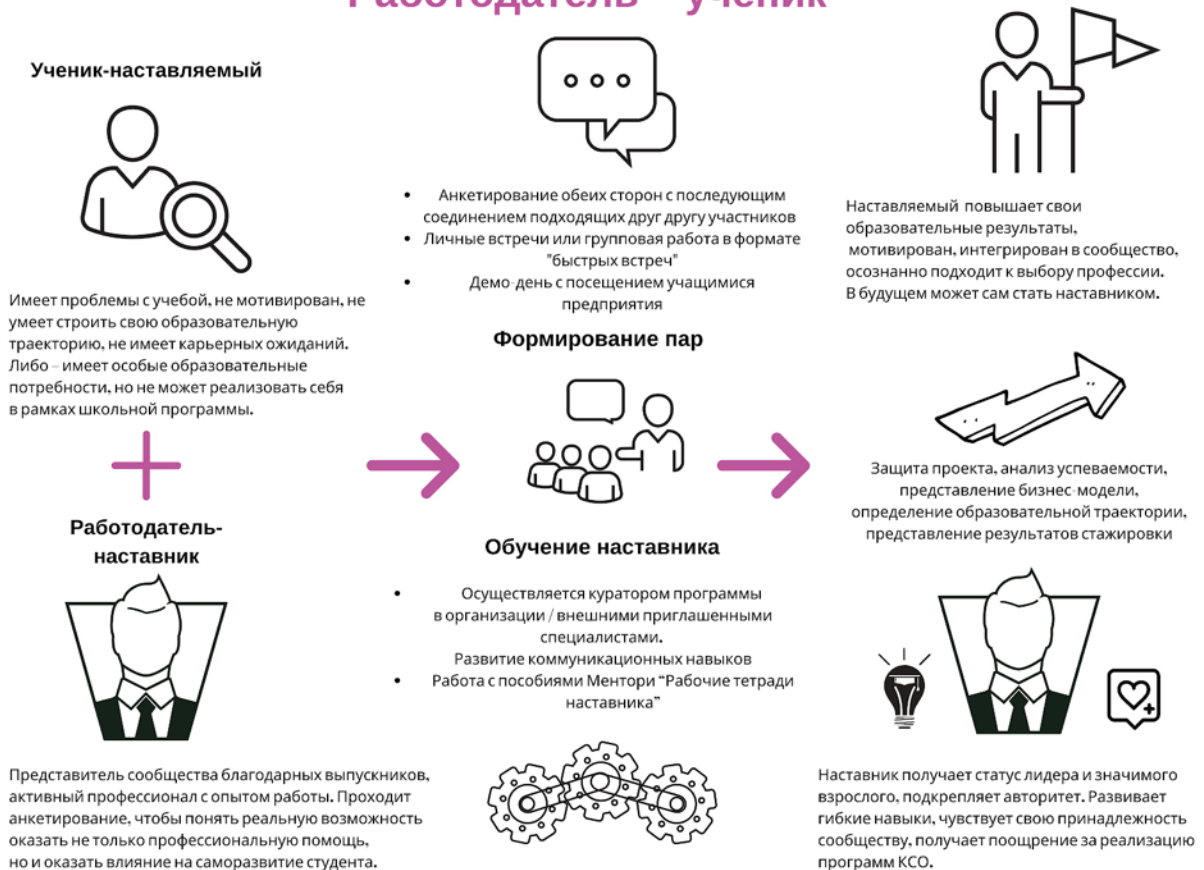 Работодатель – ученик
Ученик-наставляемый
Имеет проблемы с учебой, не мотивирован, не
умеет строить свою образовательную
траекторию, не имеет карьерных ожиданий.
Либо – имеет особые образовательные
потребности, но не может реализовать себя
в рамках школьной программы.
Работодатель-
наставник
Представитель сообщества благодарных выпускников,
активный профессионал с опытом работы. Проходит
анкетирование, чтобы понять реальную возможность
оказать не только профессиональную помощь,
но и оказать влияние на саморазвитие студента.
• Анкетирование обеих сторон с последующим
соединением подходящих друг другу участников
• Личные встречи или групповая работа в формате
"быстрых встреч"
• Демо-день с посещением учащимися
предприятия
Формирование пар
Обучение наставника
• Осуществляется куратором программы
в организации / внешними приглашенными
специалистами.
Развитие коммуникационных навыков
• Работа с пособиями Ментори “Рабочие тетради
наставника”
Наставляемый повышает свои
образовательные результаты,
мотивирован, интегрирован в сообщество,
осознанно подходит к выбору профессии.
В будущем может сам стать наставником.
Защита проекта, анализ успеваемости,
представление бизнес-модели,
определение образовательной траектории,
представление результатов стажировки
Наставник получает статус лидера и значимого
взрослого, подкрепляет авторитет. Развивает
гибкие навыки, чувствует свою принадлежность
сообществу, получает поощрение за реализацию
программ КСО.